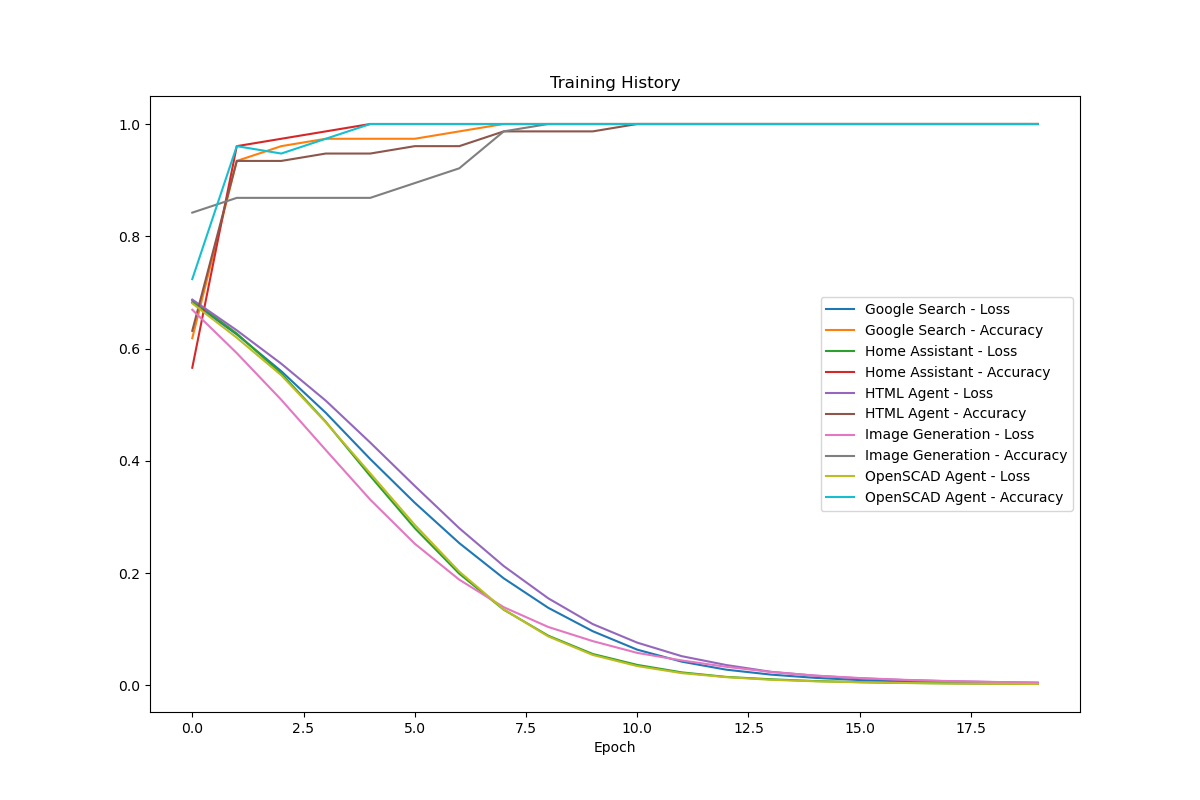 Training History
1.0
0.8
0.6
0.4
0.2
0.0
Google Search - Loss
Google Search - Accuracy
Home Assistant - Loss
Home Assistant - Accuracy
HTML Agent - Loss
HTML Agent - Accuracy
Image Generation - Loss
Image Generation - Accuracy
OpenSCAD Agent - Loss
OpenSCAD Agent - Accuracy
0.0 2.5 5.0 7.5 10.0 12.5 15.0 17.5
Epoch